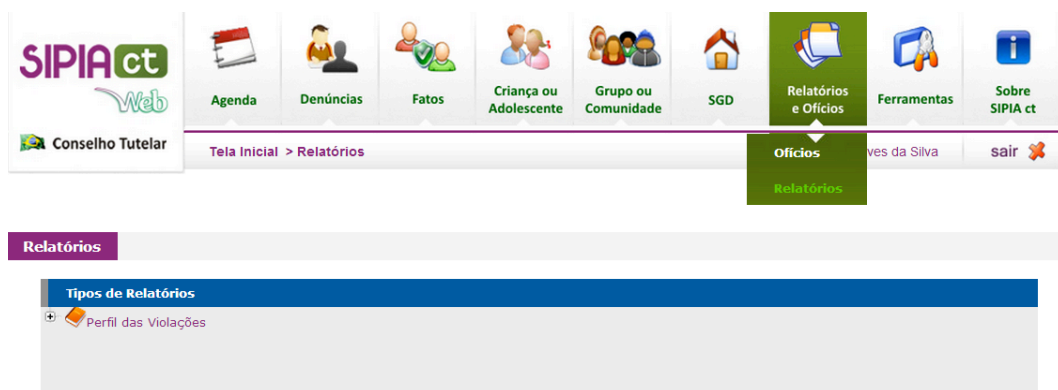 SIPIA ct
Web
Conselho Tutelar
Agenda
Denúncias
Fatos
Criança ou
Adolescente
Grupo ou
Comunidade
SGD
Relatórios
e Ofícios
Ferramentas
Sobre
SIPIA ct
Tela Inicial > Relatórios
Ofícios
ves da Silva
sair
Relatórios
Relatórios
Tipos de Relatórios
Perfil das Violações